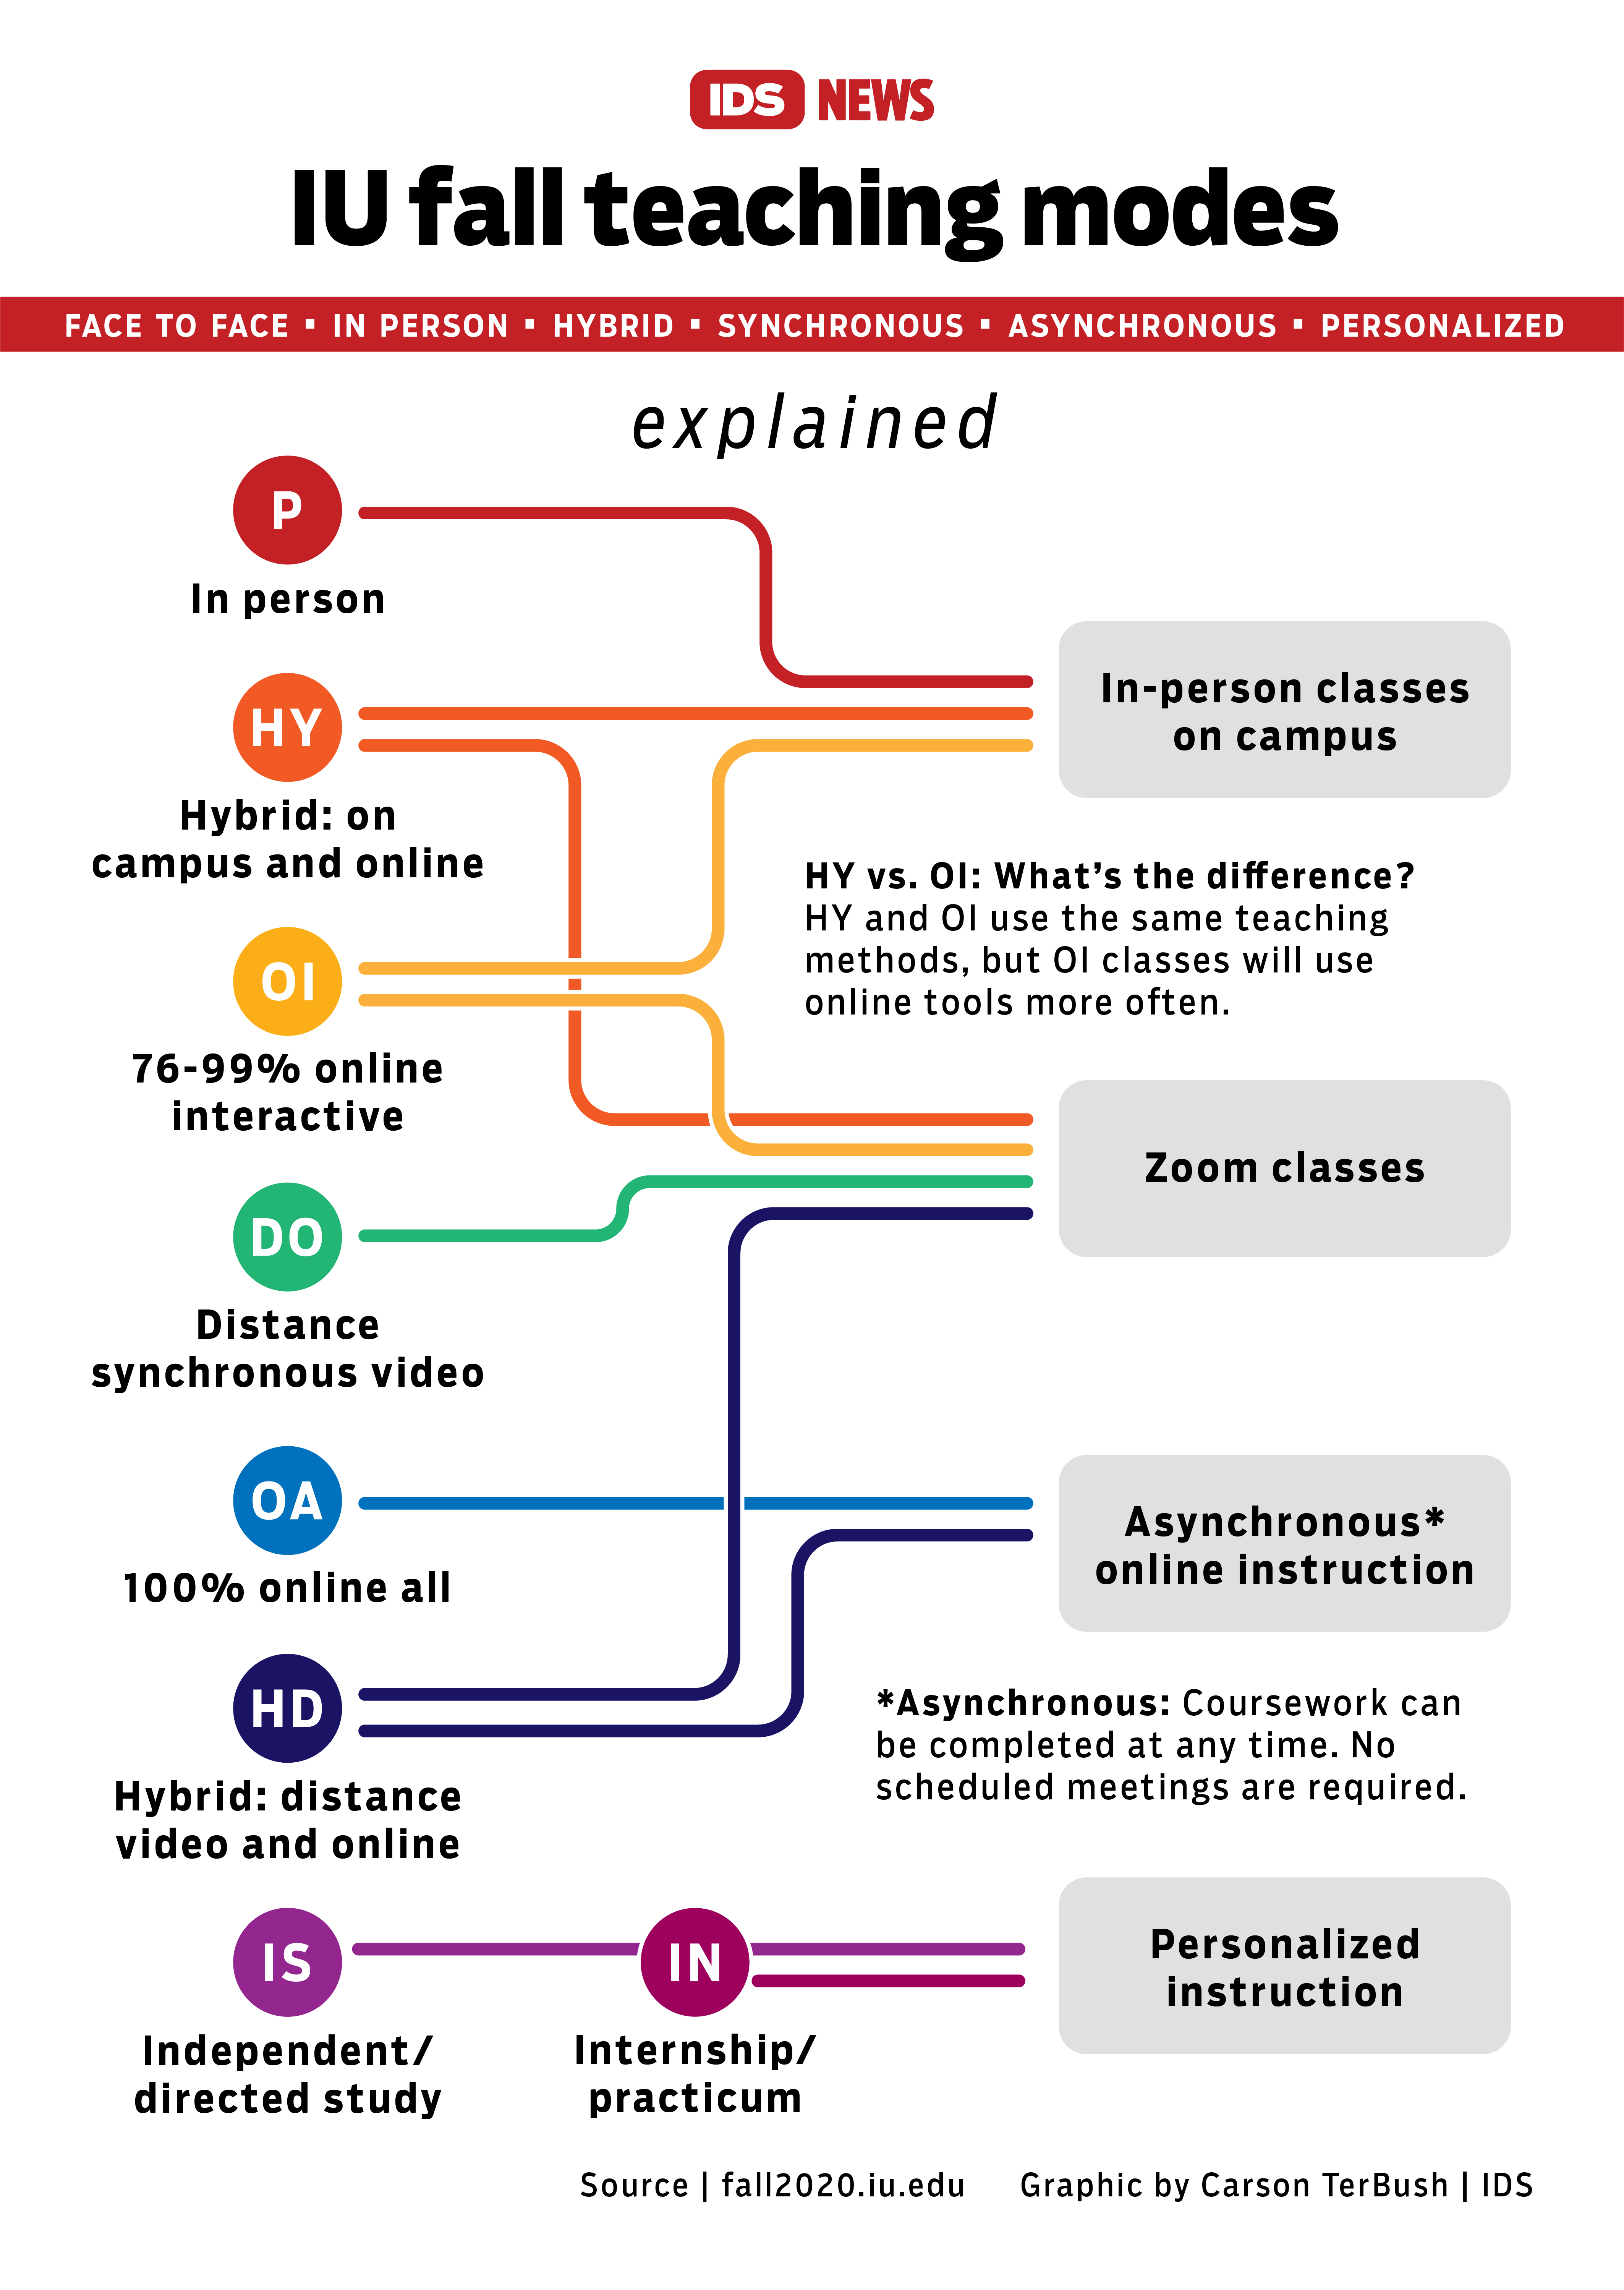 IDS NEWS
IU fall teaching modes
FACE TO FACE ▪ IN PERSON ▪ HYBRID ▪ SYNCHRONOUS ▪ ASYNCHRONOUS ▪ PERSONALIZED
explained
P
In person
HY
Hybrid: on
campus and online
OI
76-99% online
interactive
DO
Distance
synchronous video
OA
100% online all
HD
Hybrid: distance
video and online
IS
Independent/
directed study
IN
Internship/
practicum
In-person classes
on campus
HY vs. OI: What’s the difference?
HY and OI use the same teaching
methods, but OI classes will use
online tools more often.
Zoom classes
Asynchronous*
online instruction
*Asynchronous: Coursework can
be completed at any time. No
scheduled meetings are required.
Personalized
instruction
Source | fall2020.iu.edu
Graphic by Carson TerBush | IDS